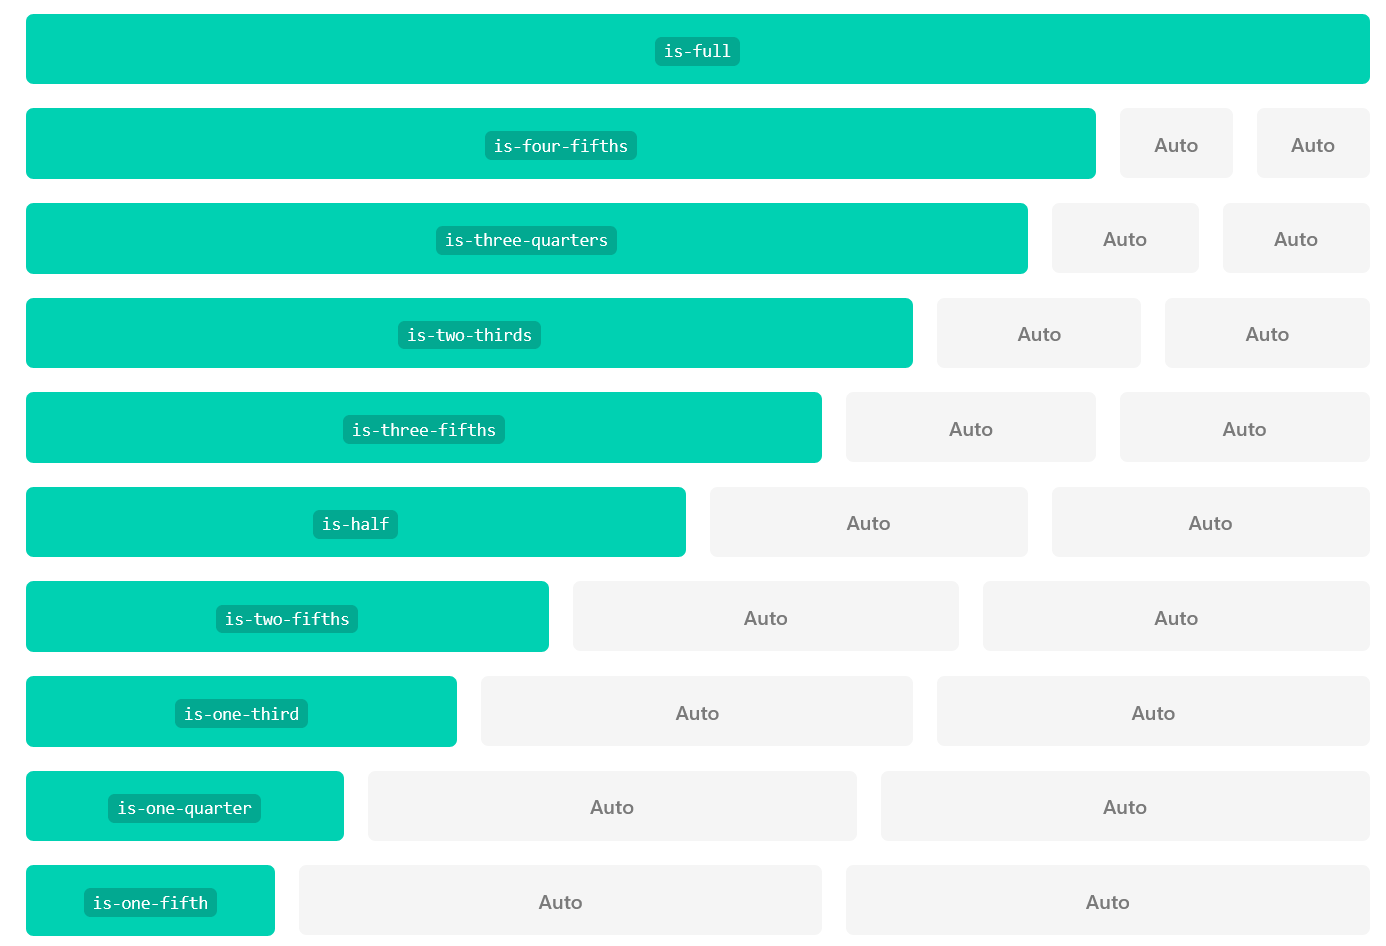 is-full
is-four-fifths Auto Auto
is-three-quarters Auto Auto
is-two-thirds Auto Auto
is-three-fifths Auto Auto
is-half Auto Auto
is-two-fifths Auto Auto
is-one-third Auto Auto
is-one-quarter Auto Auto
is-one-fifth Auto Auto